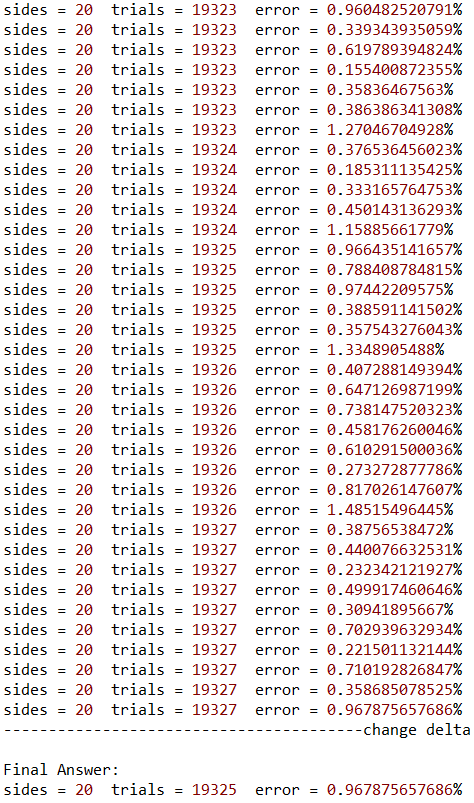 sides = 20  trials = 19323  error = 0.960482520791%
sides = 20  trials = 19323  error = 0.339343935059%
sides = 20  trials = 19323  error = 0.619789394824%
sides = 20  trials = 19323  error = 0.155400872355%
sides = 20  trials = 19323  error = 0.35836467563%
sides = 20  trials = 19323  error = 0.386386341308%
sides = 20  trials = 19323  error = 1.27046704928%
sides = 20  trials = 19324  error = 0.376536456023%
sides = 20  trials = 19324  error = 0.185311135425%
sides = 20  trials = 19324  error = 0.333165764753%
sides = 20  trials = 19324  error = 0.450143136293%
sides = 20  trials = 19324  error = 1.15885661779%
sides = 20  trials = 19325  error = 0.966435141657%
sides = 20  trials = 19325  error = 0.788408784815%
sides = 20  trials = 19325  error = 0.97442209575%
sides = 20  trials = 19325  error = 0.388591141502%
sides = 20  trials = 19325  error = 0.357543276043%
sides = 20  trials = 19325  error = 1.3348905488%
sides = 20  trials = 19326  error = 0.407288149394%
sides = 20  trials = 19326  error = 0.647126987199%
sides = 20  trials = 19326  error = 0.738147520323%
sides = 20  trials = 19326  error = 0.458176260046%
sides = 20  trials = 19326  error = 0.610291500036%
sides = 20  trials = 19326  error = 0.273272877786%
sides = 20  trials = 19326  error = 0.817026147607%
sides = 20  trials = 19326  error = 1.48515496445%
sides = 20  trials = 19327  error = 0.38756538472%
sides = 20  trials = 19327  error = 0.440076632531%
sides = 20  trials = 19327  error = 0.232342121927%
sides = 20  trials = 19327  error = 0.499917460646%
sides = 20  trials = 19327  error = 0.30941895667%
sides = 20  trials = 19327  error = 0.702939632934%
sides = 20  trials = 19327  error = 0.221501132144%
sides = 20  trials = 19327  error = 0.710192826847%
sides = 20  trials = 19327  error = 0.358685078525%
sides = 20  trials = 19327  error = 0.967875657686%
----------------------------------------change delta
Final Answer:
sides = 20  trials = 19325  error = 0.967875657686%